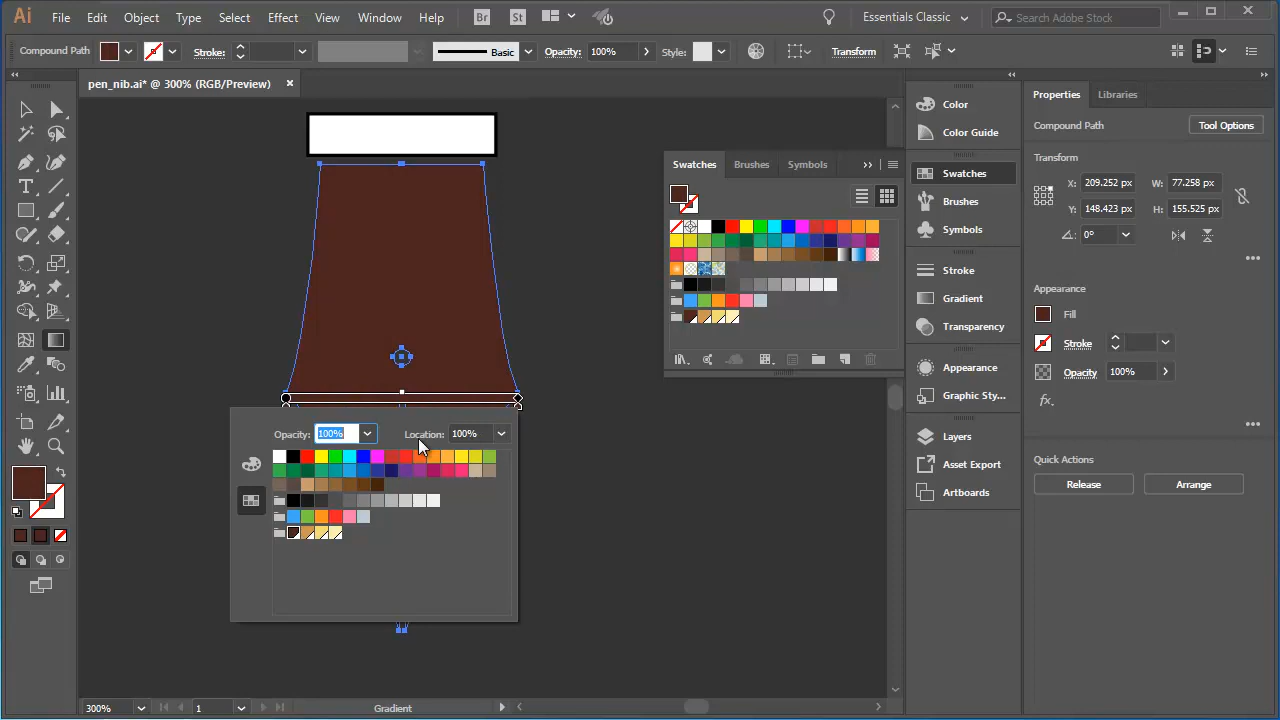 Ai File Edit Object Type Select Effect View Window Help Br St Essentials Classic Search Adobe Stock
Compound Path Stroke: Basic Opacity: 100% Style: Transform
pen_nib.ai* @ 300% (RGB/Preview)
Properties Libraries
Compound Path Tool Options
Transform
X: 209.252 px W: 77.258 px
Y: 148.423 px H: 155.525 px
0°
Appearance
Fill
Stroke
Opacity 100%
fx
Quick Actions
Release Arrange
Color
Color Guide
Swatches
Brushes
Symbols
Stroke
Gradient
Transparency
Appearance
Graphic Sty...
Layers
Asset Export
Artboards
Swatches Brushes Symbols
Opacity: 100% Location: 100%
300% 1 Gradient